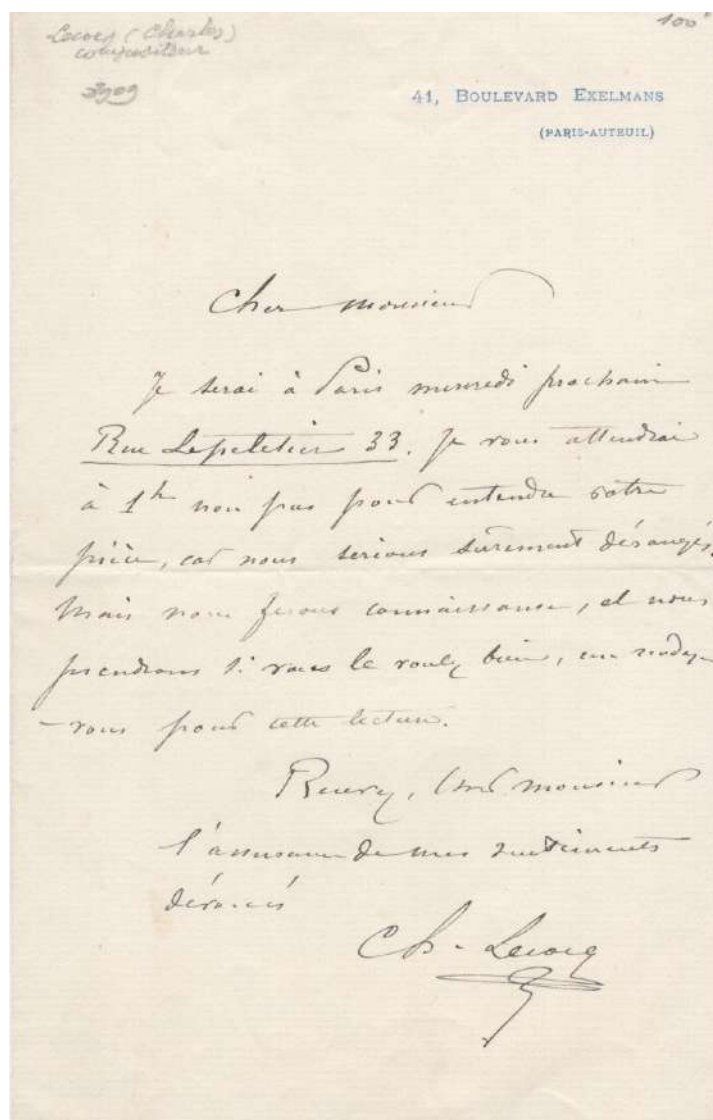 Lecocq (Charles)
compositeur
100
41, BOULEVARD EXELMANS
(PARIS-AUTEUIL)
Cher monsieur
Je serai à Paris mercredi prochain
Rue Lepeletier 33. Je vous attendrai
à 1h non pas pour entendre votre
pièce, car nous serions sûrement dérangés.
Mais nous ferons connaissance, et nous
prendrons si vous le voulez bien, un rendez
-vous pour cette lecture.
Recevez, Cher monsieur
l'assurance de mes sentiments
dévoués
Ch. Lecocq